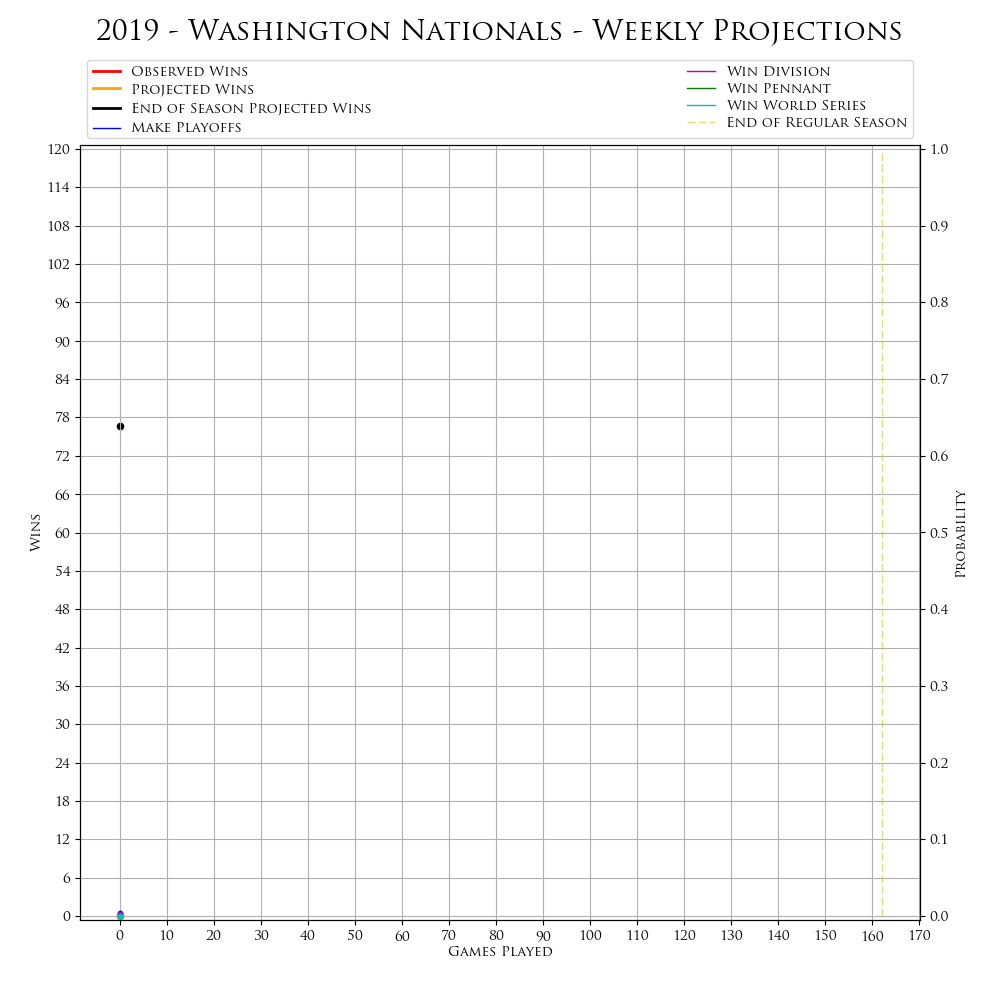 2019 - Washington Nationals - Weekly Projections
Observed Wins
Projected Wins
End of Season Projected Wins
Make Playoffs
Win Division
Win Pennant
Win World Series
End of Regular Season
120
114
108
102
96
90
84
78
72
66
60
54
48
42
36
30
24
18
12
6
0
Wins
1.0
0.9
0.8
0.7
0.6
0.5
0.4
0.3
0.2
0.1
0.0
Probability
0 10 20 30 40 50 60 70 80 90 100 110 120 130 140 150 160 170
Games Played